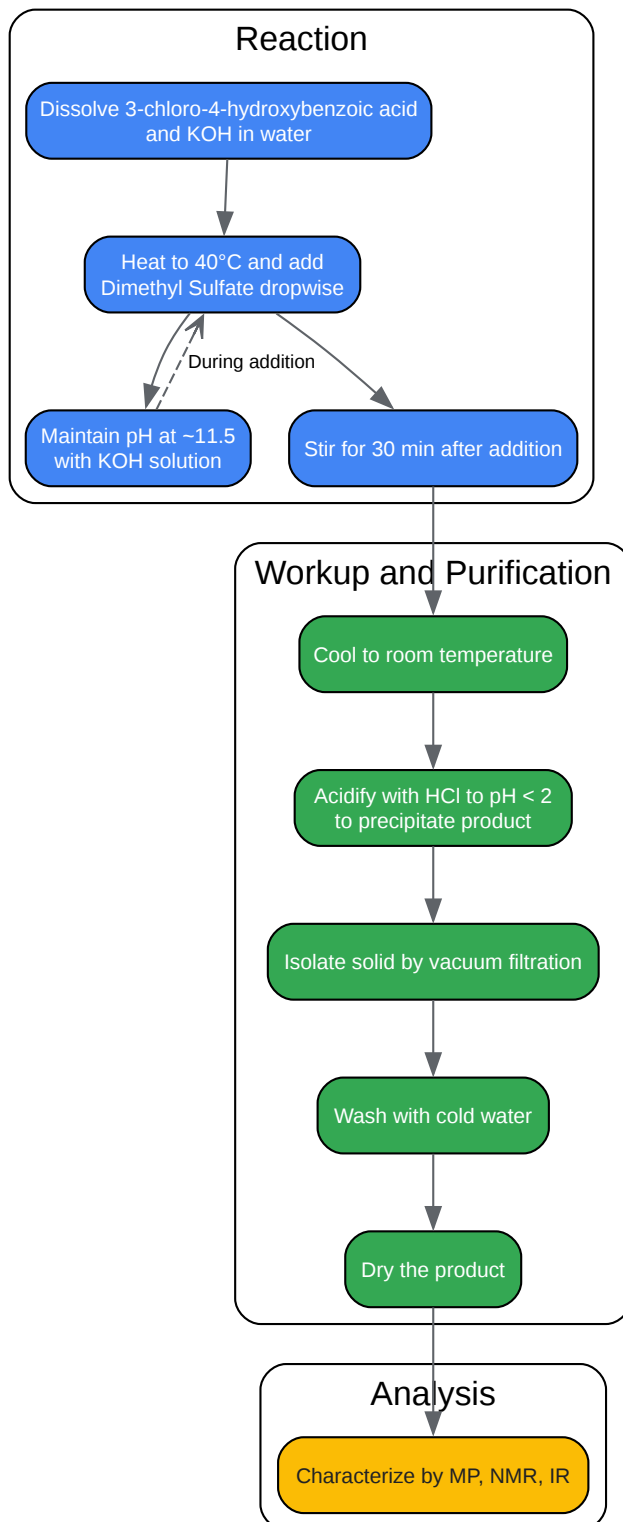 Reaction
Dissolve 3-chloro-4-hydroxybenzoic acid
and KOH in water
Heat to 40°C and add
Dimethyl Sulfate dropwise
During addition
Maintain pH at ~11.5
with KOH solution
Stir for 30 min after addition
Workup and Purification
Cool to room temperature
Acidify with HCl to pH < 2
to precipitate product
Isolate solid by vacuum filtration
Wash with cold water
Dry the product
Analysis
Characterize by MP, NMR, IR